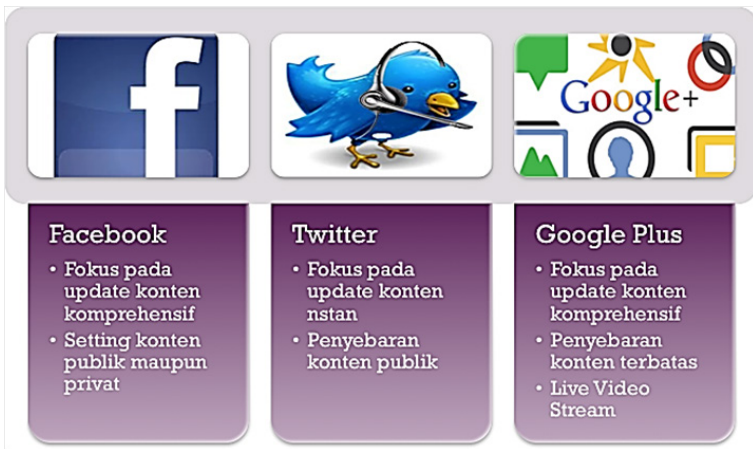 f
Google+
Facebook
• Fokus pada
update konten
komprehensif
• Setting konten
publik maupun
privat
Twitter
• Fokus pada
update konten
nstan
• Penyebaran
konten publik
Google Plus
• Fokus pada
update konten
komprehensif
• Penyebaran
konten terbatas
• Live Video
Stream